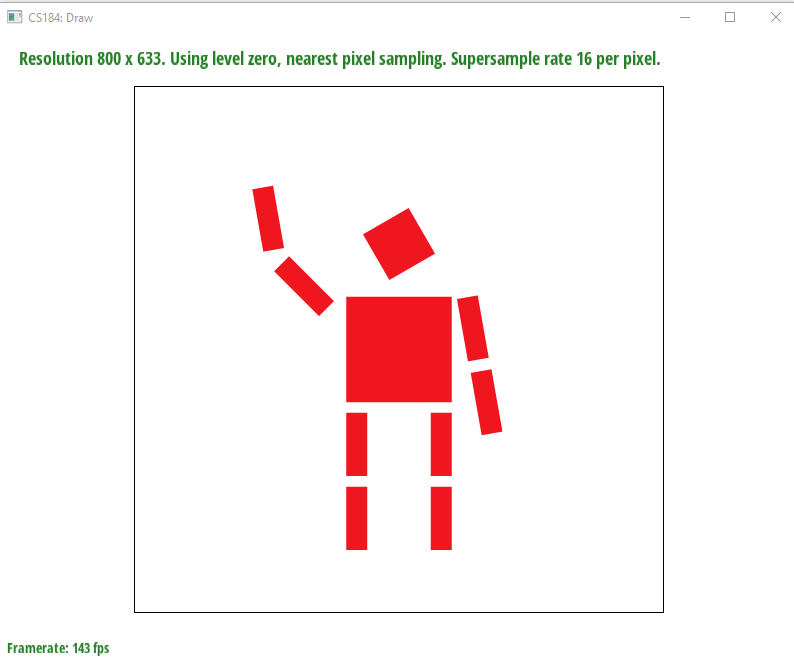 CS184: Draw
Resolution 800 x 633. Using level zero, nearest pixel sampling. Supersample rate 16 per pixel.
Framerate: 143 fps